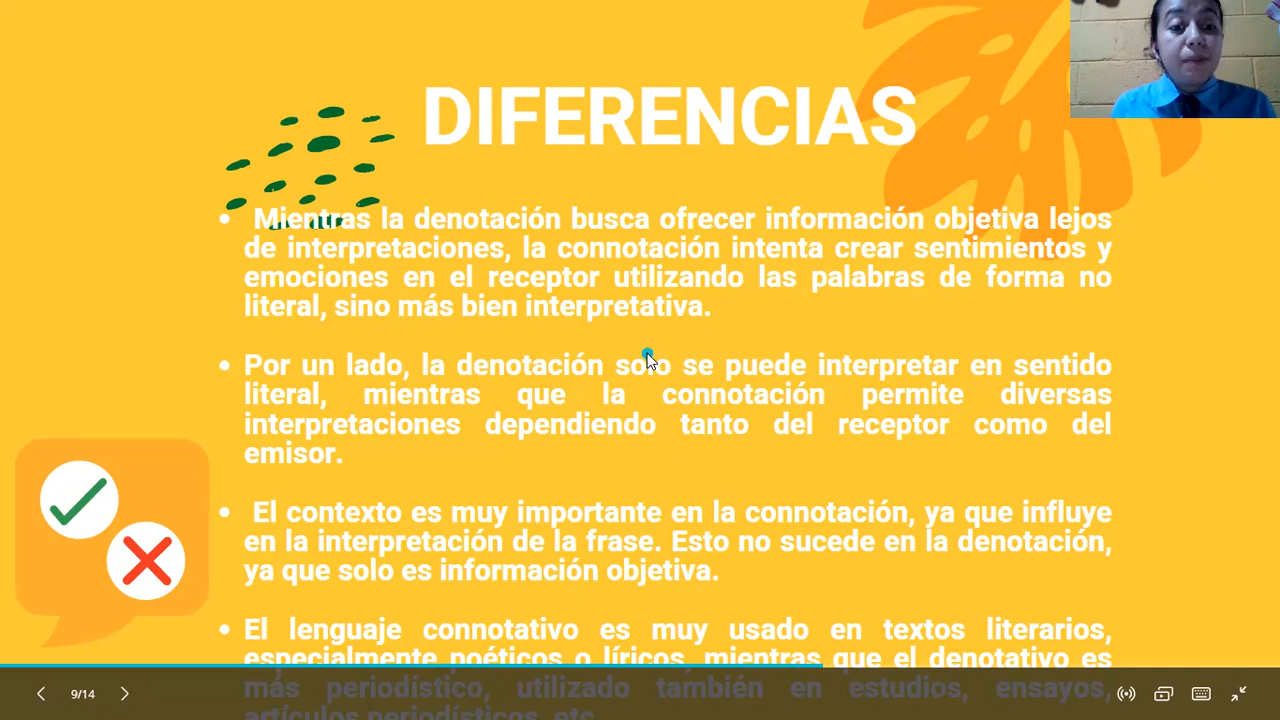 DIFERENCIAS
• Mientras la denotación busca ofrecer información objetiva lejos
de interpretaciones, la connotación intenta crear sentimientos y
emociones en el receptor utilizando las palabras de forma no
literal, sino más bien interpretativa.
• Por un lado, la denotación solo se puede interpretar en sentido
literal, mientras que la connotación permite diversas
interpretaciones dependiendo tanto del receptor como del
emisor.
• El contexto es muy importante en la connotación, ya que influye
en la interpretación de la frase. Esto no sucede en la denotación,
ya que solo es información objetiva.
• El lenguaje connotativo es muy usado en textos literarios,
especialmente poéticos o líricos, mientras que el denotativo es
más periodístico, utilizado también en estudios, ensayos,
artículos periodísticos, etc.
9/14